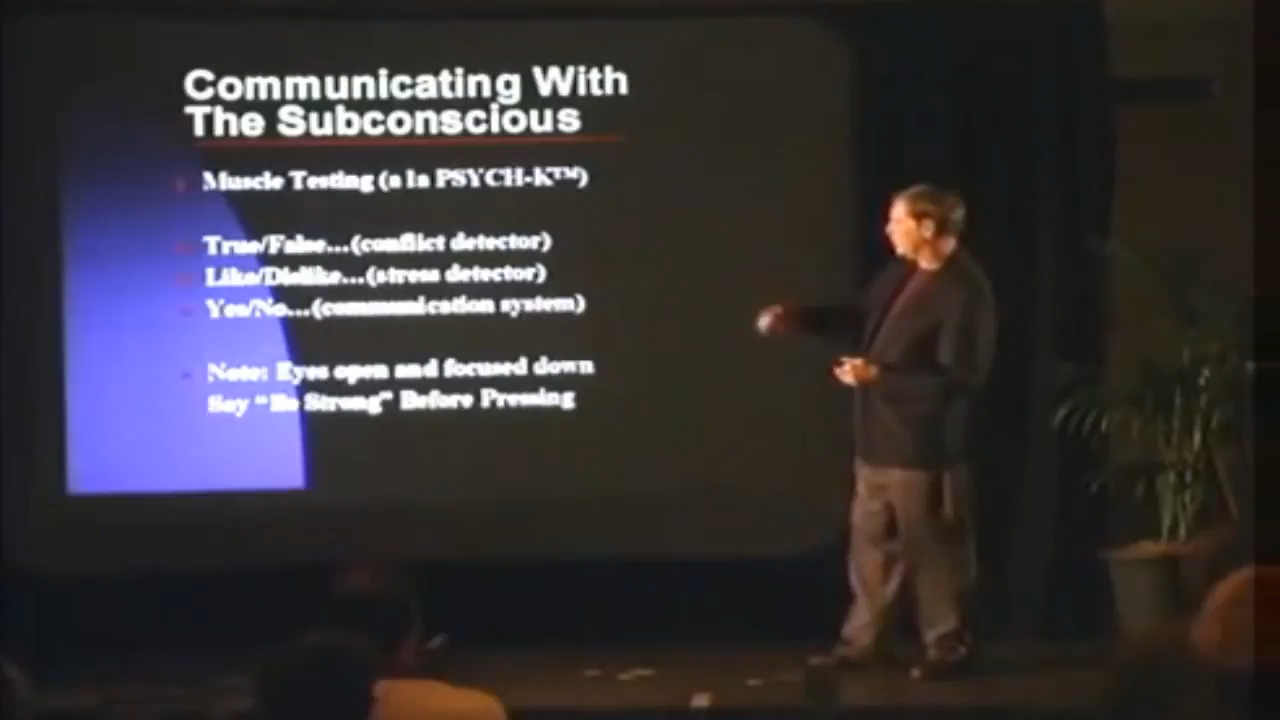 Communicating With
The Subconscious
Muscle Testing (a la PSYCH-K™)
True/False...(conflict detector)
Like/Dislike...(stress detector)
Yes/No...(communication system)
Note: Eyes open and focused down
Say “Be Strong” Before Pressing